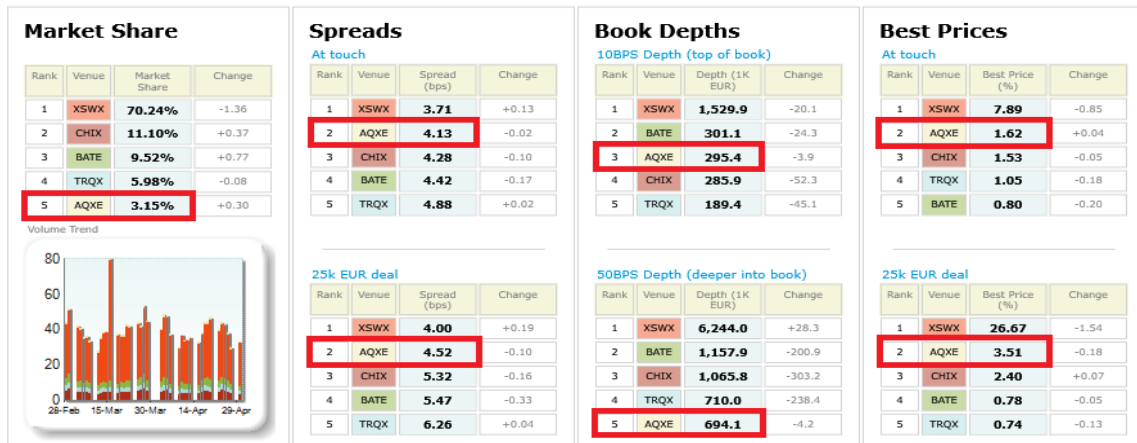 Market Share
Rank Venue Market Share Change
1 XSWX 70.24% -1.36
2 CHIX 11.10% +0.37
3 BATE 9.52% +0.77
4 TRQX 5.98% -0.08
5 AQXE 3.15% +0.30
Volume Trend
80
60
40
20
0
28-Feb 15-Mar 30-Mar 14-Apr 29-Apr
Spreads
At touch
Rank Venue Spread (bps) Change
1 XSWX 3.71 +0.13
2 AQXE 4.13 -0.02
3 CHIX 4.28 -0.10
4 BATE 4.42 -0.17
5 TRQX 4.88 +0.02
25k EUR deal
Rank Venue Spread (bps) Change
1 XSWX 4.00 +0.19
2 AQXE 4.52 -0.10
3 CHIX 5.32 -0.16
4 BATE 5.47 -0.33
5 TRQX 6.26 +0.04
Book Depths
10BPS Depth (top of book)
Rank Venue Depth (1K EUR) Change
1 XSWX 1,529.9 -20.1
2 BATE 301.1 -24.3
3 AQXE 295.4 -3.9
4 CHIX 285.9 -52.3
5 TRQX 189.4 -45.1
50BPS Depth (deeper into book)
Rank Venue Depth (1K EUR) Change
1 XSWX 6,244.0 +28.3
2 BATE 1,157.9 -200.9
3 CHIX 1,065.8 -303.2
4 TRQX 710.0 -238.4
5 AQXE 694.1 -4.2
Best Prices
At touch
Rank Venue Best Price (%) Change
1 XSWX 7.89 -0.85
2 AQXE 1.62 +0.04
3 CHIX 1.53 -0.05
4 TRQX 1.05 -0.18
5 BATE 0.80 -0.20
25k EUR deal
Rank Venue Best Price (%) Change
1 XSWX 26.67 -1.54
2 AQXE 3.51 -0.18
3 CHIX 2.40 +0.07
4 BATE 0.78 -0.05
5 TRQX 0.74 -0.13